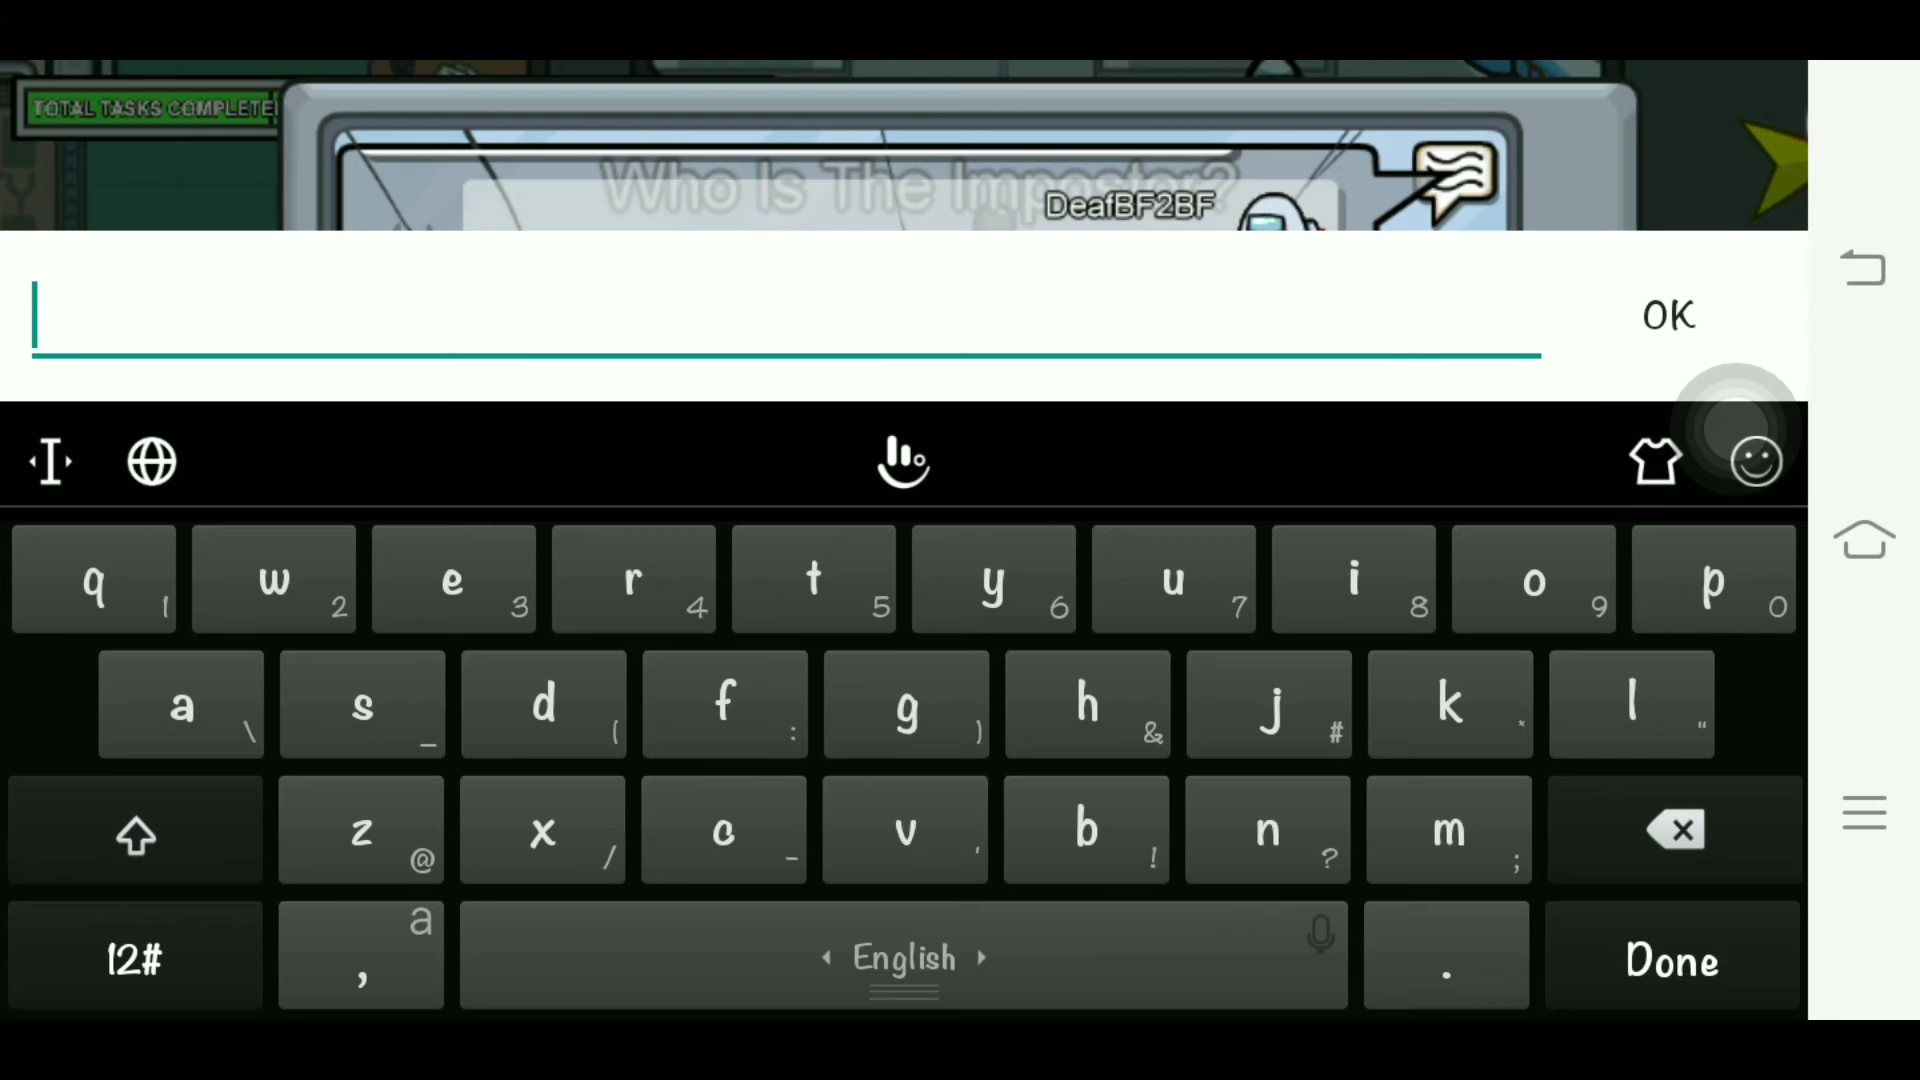 TOTAL TASKS COMPLETE
Who Is The Impostor?
DeafBF2BF
OK
q 1 w 2 e 3 r 4 t 5 y 6 u 7 i 8 o 9 p 0
a \ s _ d ( f : g ) h & j # k * l "
z @ x / c - v ' b ! n ? m ;
12# , a English . Done